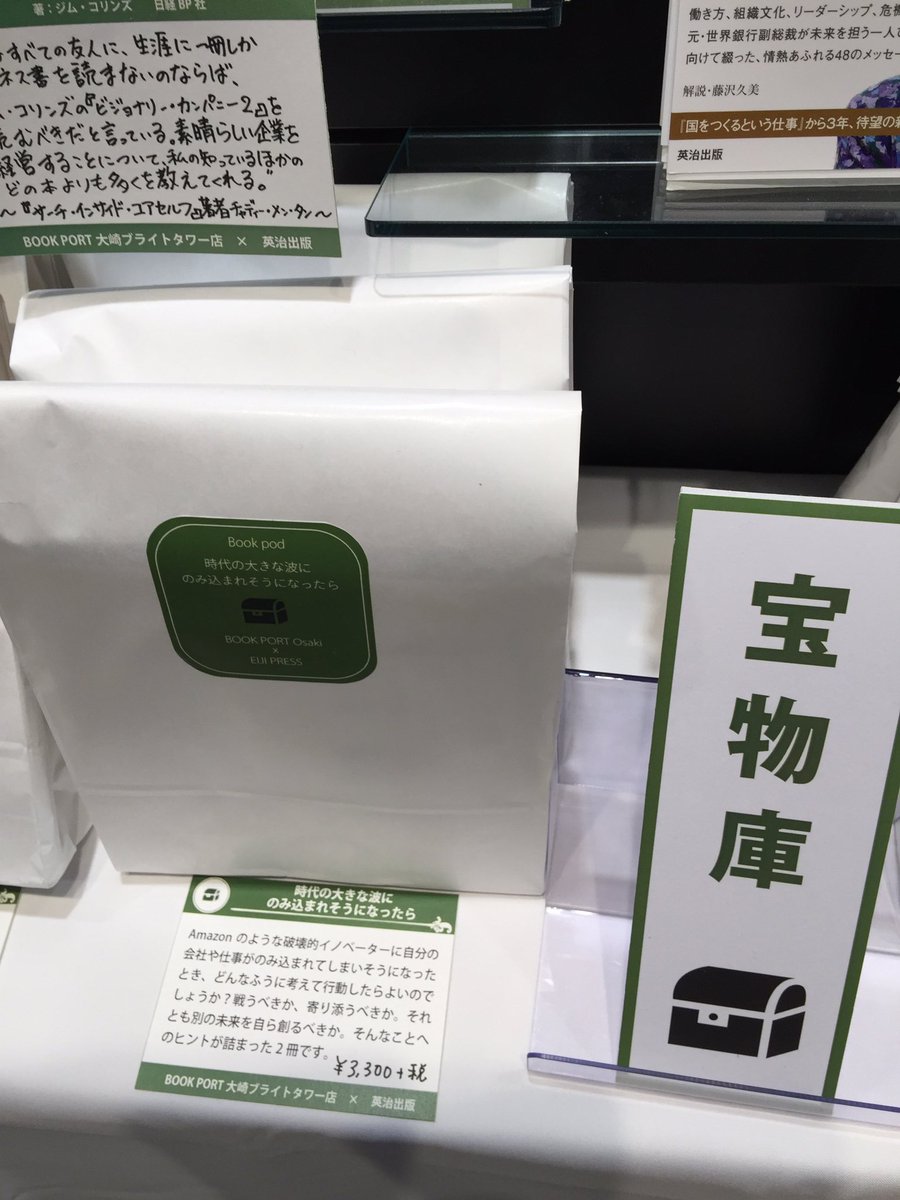 著：ジム・コリンズ　日経BP社
すべての友人に、生涯に一冊しか
ネス書を読まないのならば、
・コリンズの『ビジョナリー・カンパニー2』を
むべきだと言っている。素晴らしい企業を
経営することについて、私の知っているほかの
どの本よりも多くを教えてくれる。”
～『サーチ・インサイド・ユアセルフ』著者チャディー・メン・タン～
BOOK PORT 大崎ブライトタワー店　×　英治出版
働き方、組織文化、リーダーシップ、危機
元・世界銀行副総裁が未来を担う一人ひ
向けて綴った、情熱あふれる48のメッセー
解説・藤沢久美
『国をつくるという仕事』から3年、待望の
英治出版
Book pod
時代の大きな波に
のみ込まれそうになったら
BOOK PORT Osaki
×
EIJI PRESS
宝物庫
時代の大きな波に
のみ込まれそうになったら
Amazon のような破壊的イノベーターに自分の
会社や仕事がのみ込まれてしまいそうになった
とき、どんなふうに考えて行動したらよいので
しょうか？戦うべきか、寄り添うべきか。それ
とも別の未来を自ら創るべきか。そんなことへ
のヒントが詰まった2冊です。
¥3,300+税
BOOK PORT 大崎ブライトタワー店　×　英治出版